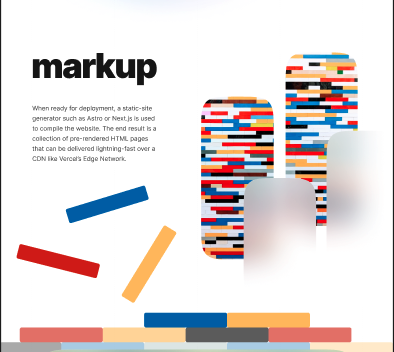 markup
When ready for deployment, a static-site
generator such as Astro or Next.js is used
to compile the website. The end result is a
collection of pre-rendered HTML pages
that can be delivered lightning-fast over a
CDN like Vercel's Edge Network.